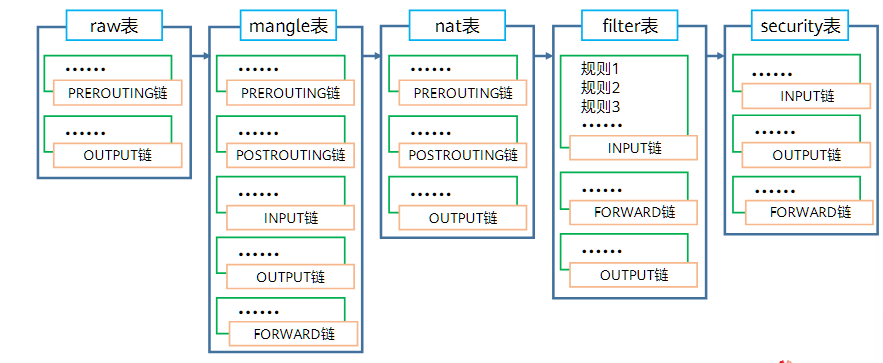 raw表
……
PREROUTING链
……
OUTPUT链
mangle表
……
PREROUTING链
……
POSTROUTING链
……
INPUT链
……
OUTPUT链
……
FORWARD链
nat表
……
PREROUTING链
……
POSTROUTING链
……
OUTPUT链
filter表
规则1
规则2
规则3
……
INPUT链
……
FORWARD链
……
OUTPUT链
security表
……
INPUT链
……
OUTPUT链
……
FORWARD链